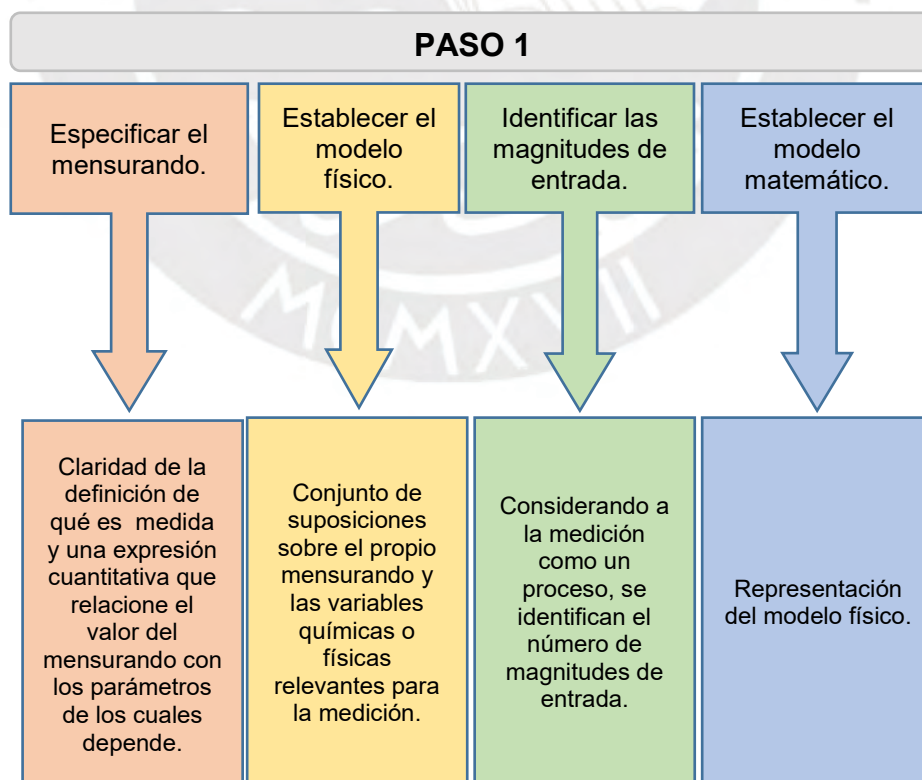 PASO 1
Especificar el
mensurando.
Establecer el
modelo
físico.
Identificar las
magnitudes de
entrada.
Establecer el
modelo
matemático.
MCMXVII
Claridad de la
definición de
qué es medida
y una expresión
cuantitativa que
relacione el
valor del
mensurando con
los parámetros
de los cuales
depende.
Conjunto de
suposiciones
sobre el propio
mensurando y
las variables
químicas o
físicas
relevantes para
la medición.
Considerando a
la medición
como un
proceso, se
identifican el
número de
magnitudes de
entrada.
Representación
del modelo físico.